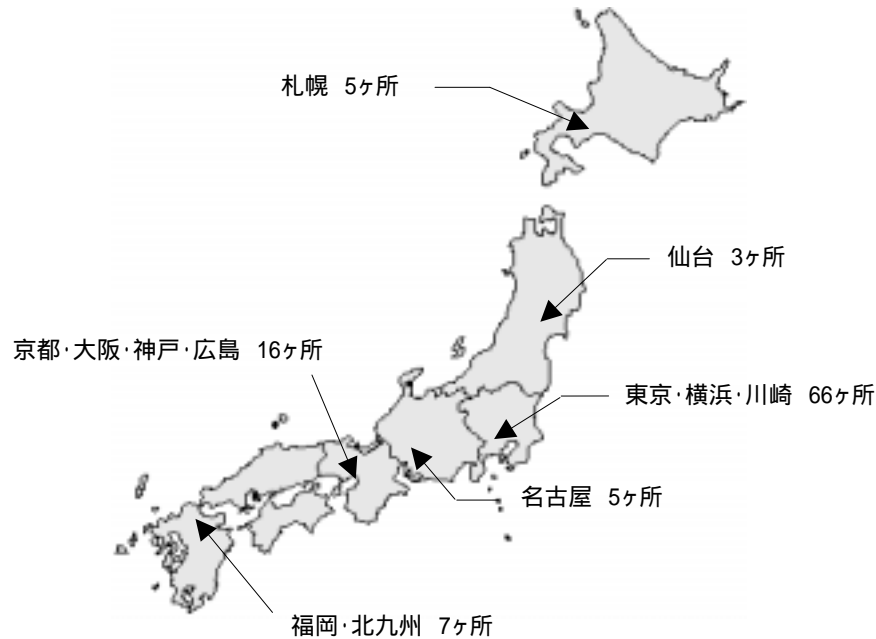 札幌 5ヶ所
仙台 3ヶ所
京都・大阪・神戸・広島 16ヶ所
東京・横浜・川崎 66ヶ所
名古屋 5ヶ所
福岡・北九州 7ヶ所